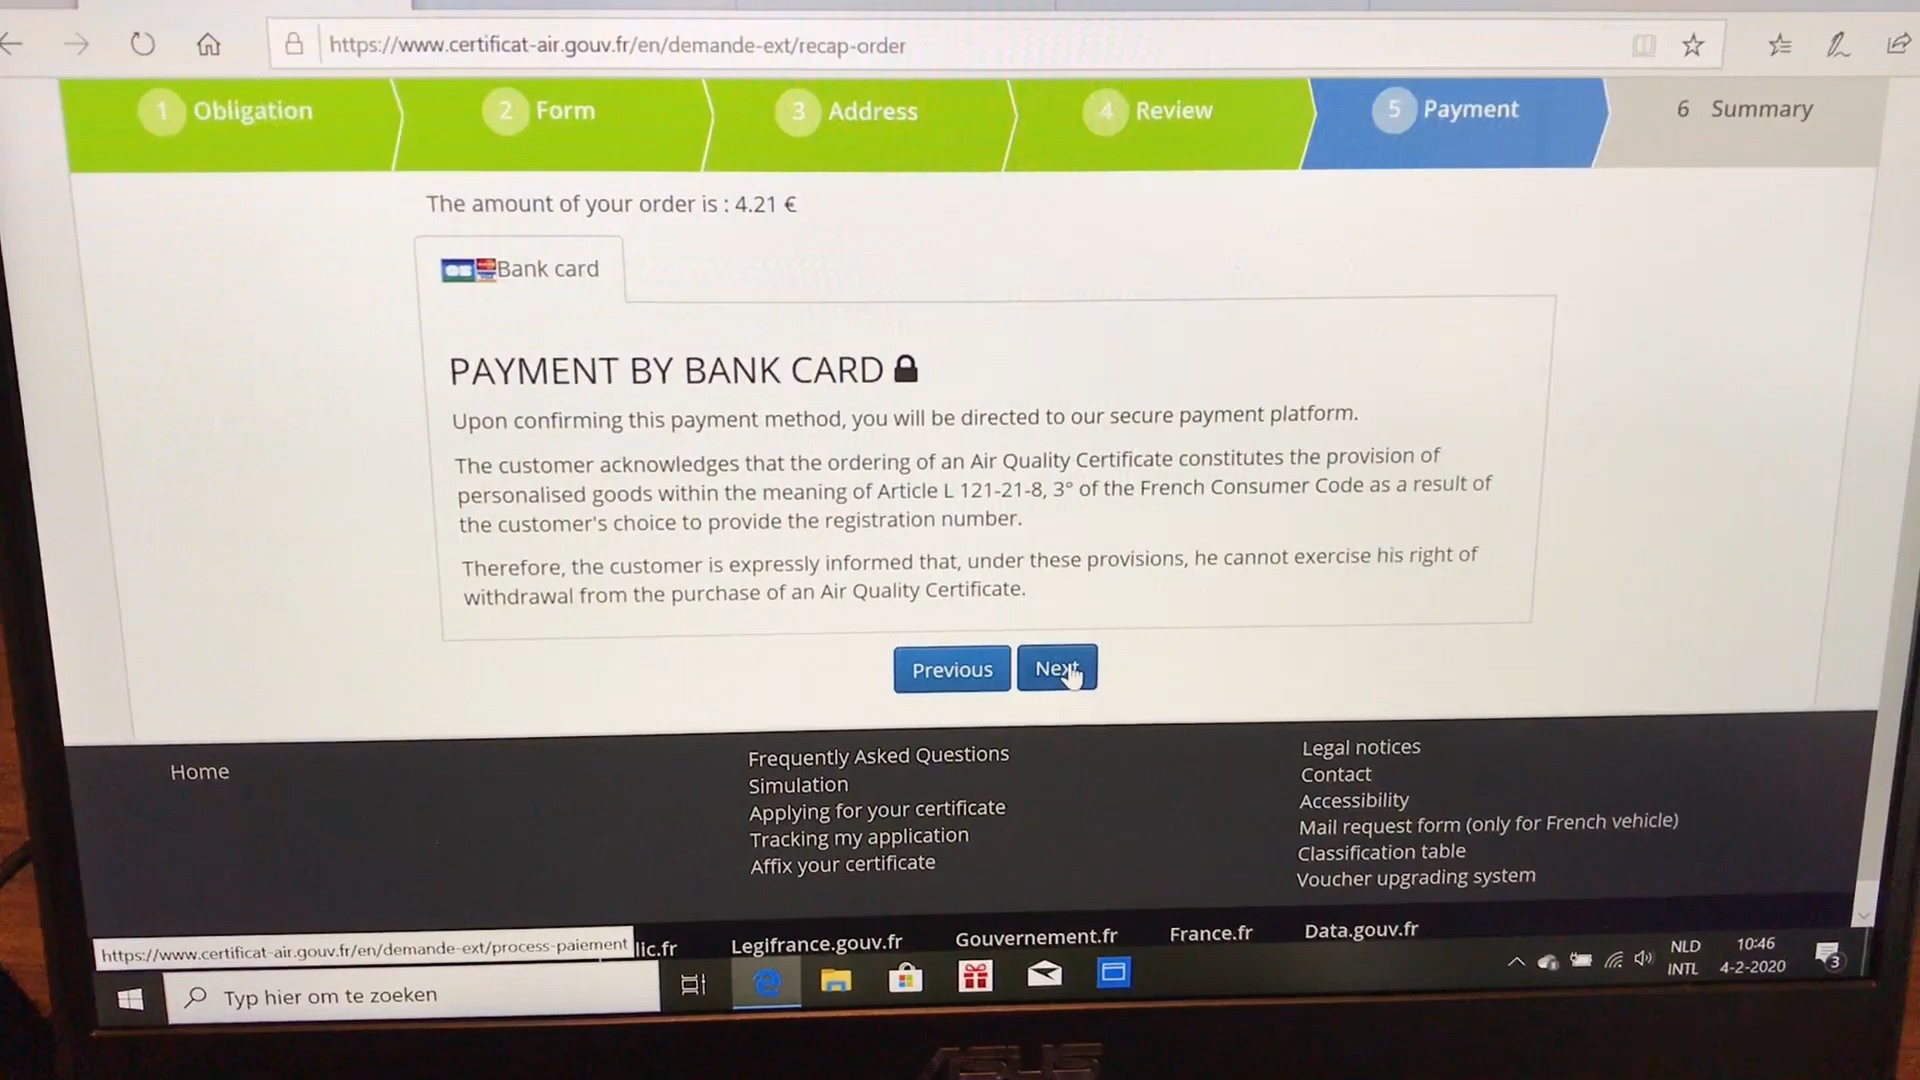 https://www.certificat-air.gouv.fr/en/demande-ext/recap-order
1 Obligation
2 Form
3 Address
4 Review
5 Payment
6 Summary
The amount of your order is : 4.21 €
Bank card
PAYMENT BY BANK CARD
Upon confirming this payment method, you will be directed to our secure payment platform.
The customer acknowledges that the ordering of an Air Quality Certificate constitutes the provision of
personalised goods within the meaning of Article L 121-21-8, 3° of the French Consumer Code as a result of
the customer's choice to provide the registration number.
Therefore, the customer is expressly informed that, under these provisions, he cannot exercise his right of
withdrawal from the purchase of an Air Quality Certificate.
Previous
Next
Home
Frequently Asked Questions
Simulation
Applying for your certificate
Tracking my application
Affix your certificate
Legal notices
Contact
Accessibility
Mail request form (only for French vehicle)
Classification table
Voucher upgrading system
https://www.certificat-air.gouv.fr/en/demande-ext/process-paiement
lic.fr
Legifrance.gouv.fr
Gouvernement.fr
France.fr
Data.gouv.fr
Typ hier om te zoeken
NLD
INTL
10:46
4-2-2020
3
ASUS